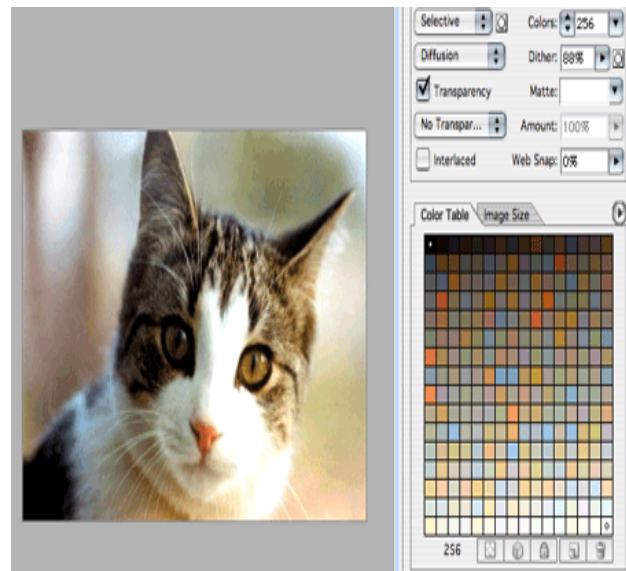 Selective Colors: 256
Diffusion Dither: 88%
Transparency Matte:
No Transpar... Amount: 100%
Interlaced Web Snap: 0%
Color Table Image Size
256